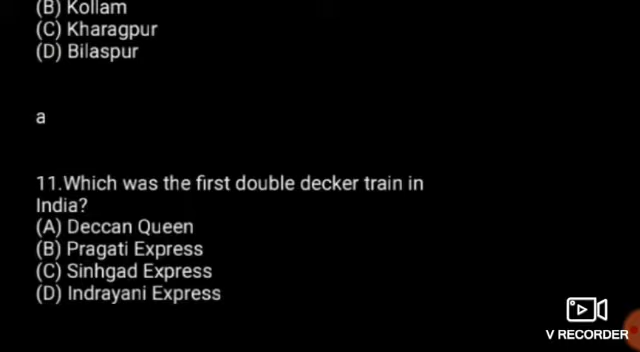 (B) Kollam
(C) Kharagpur
(D) Bilaspur
a
11.Which was the first double decker train in
India?
(A) Deccan Queen
(B) Pragati Express
(C) Sinhgad Express
(D) Indrayani Express
V RECORDER